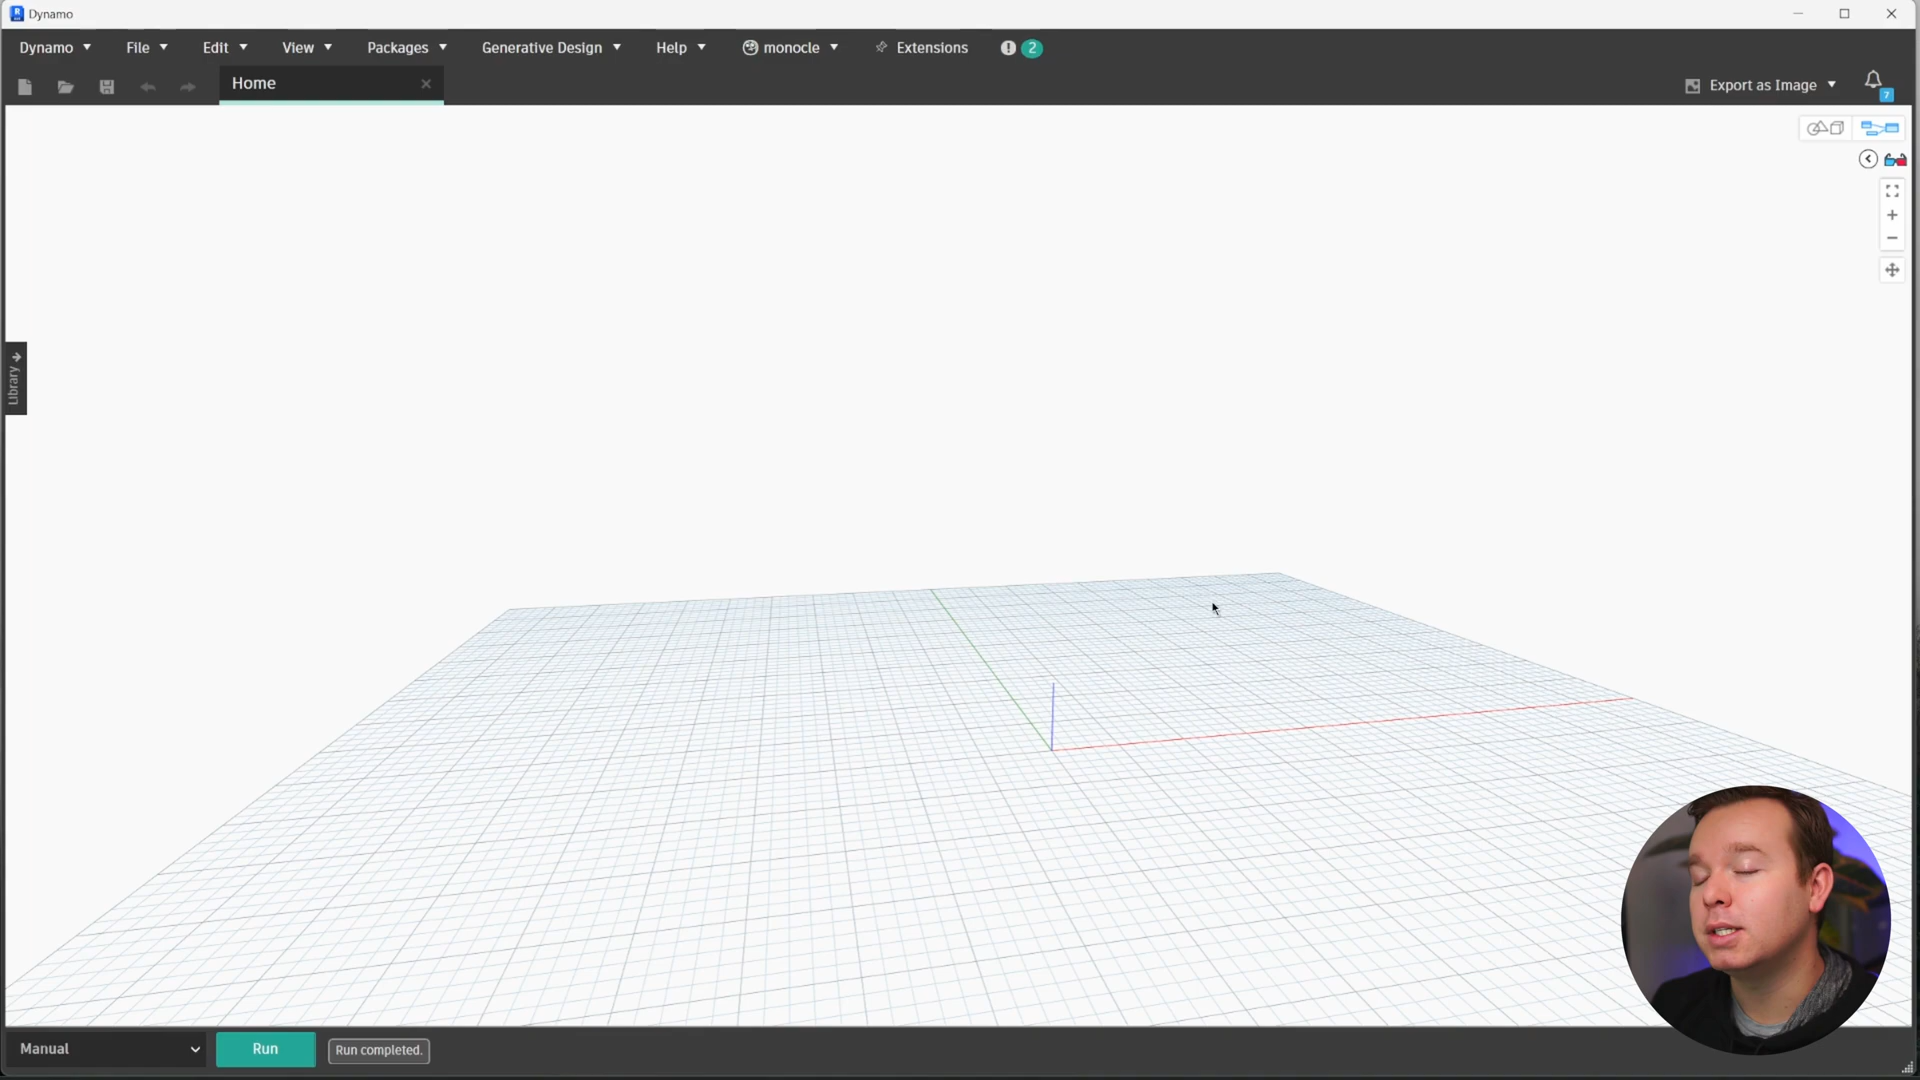 Dynamo
Dynamo File Edit View Packages Generative Design Help monocle Extensions ! 2
Home Export as Image 7
Library
Manual Run Run completed.